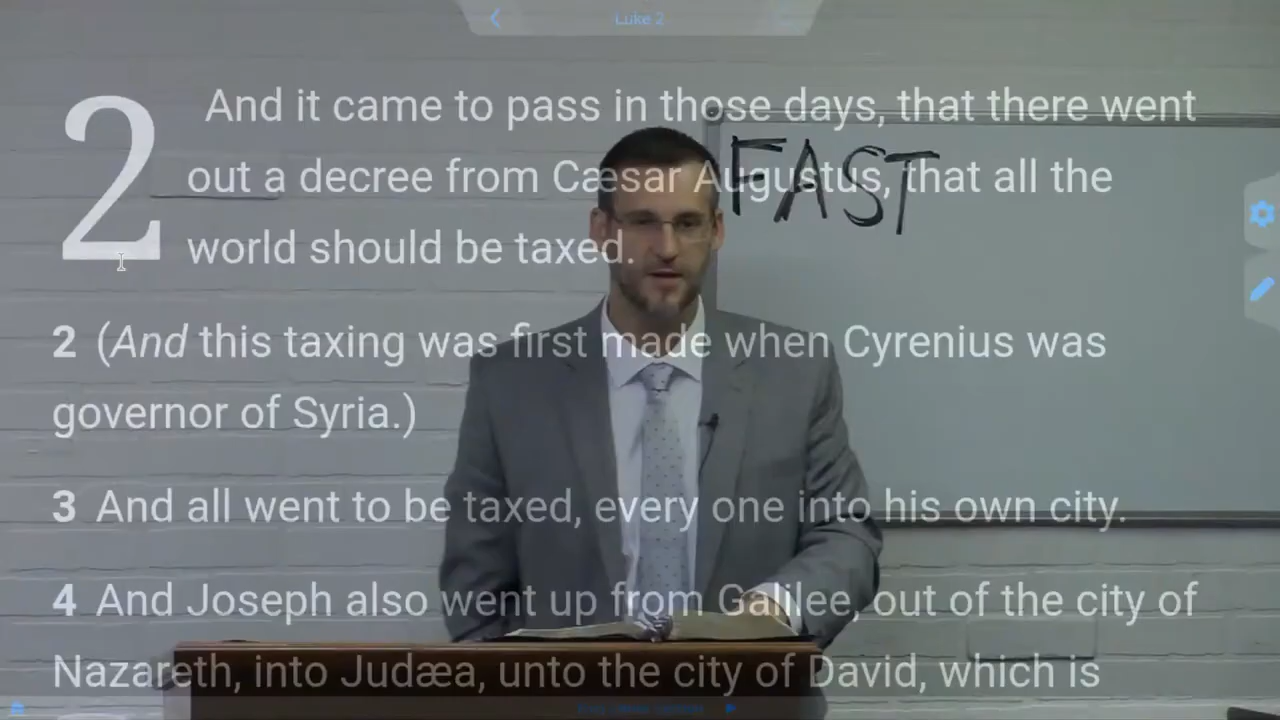 Luke 2
2 And it came to pass in those days, that there went
out a decree from Cæsar Augustus, that all the
world should be taxed.
FAST
2 (And this taxing was first made when Cyrenius was
governor of Syria.)
3 And all went to be taxed, every one into his own city.
4 And Joseph also went up from Galilee, out of the city of
Nazareth, into Judæa, unto the city of David, which is